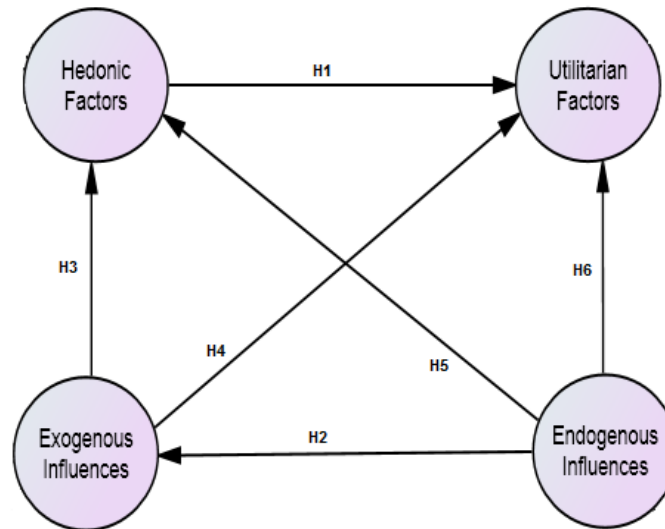 Hedonic
Factors
H1
Utilitarian
Factors
H3
H6
H4
H5
Exogenous
Influences
H2
Endogenous
Influences